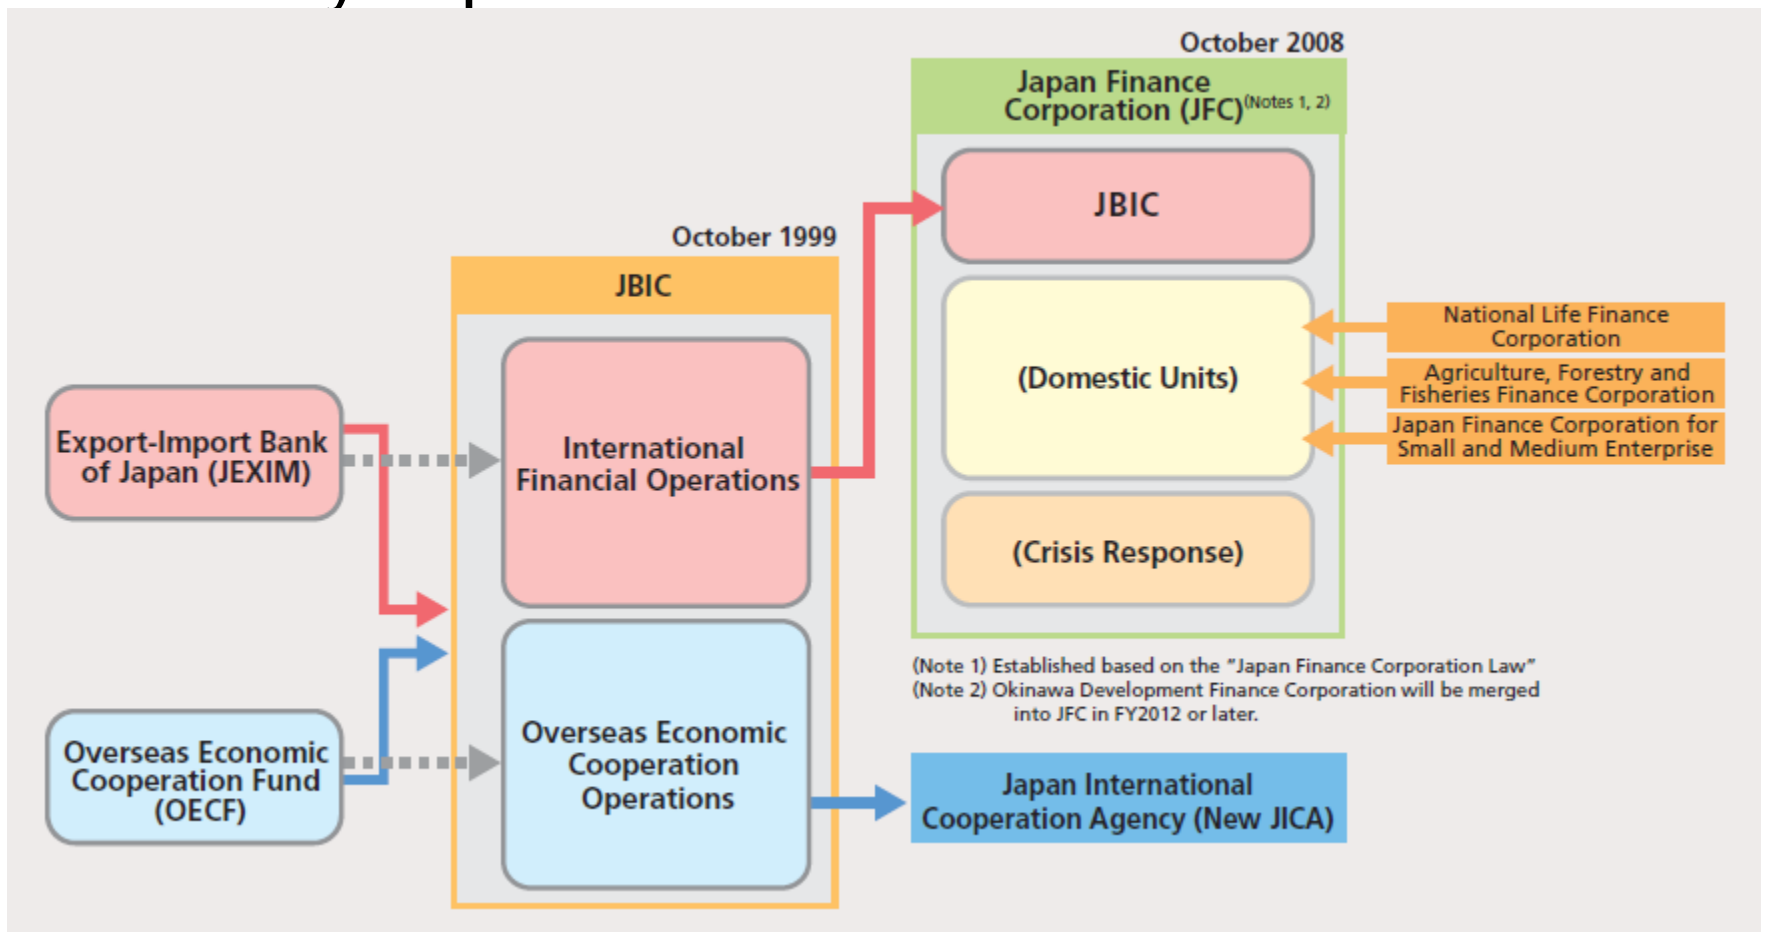 October 2008
Japan Finance
Corporation (JFC)(Notes 1, 2)
JBIC
October 1999
JBIC
National Life Finance
Corporation
(Domestic Units)
Agriculture, Forestry and
Fisheries Finance Corporation
Japan Finance Corporation for
Small and Medium Enterprise
Export-Import Bank
of Japan (JEXIM)
International
Financial Operations
(Crisis Response)
(Note 1) Established based on the "Japan Finance Corporation Law"
(Note 2) Okinawa Development Finance Corporation will be merged
into JFC in FY2012 or later.
Overseas Economic
Cooperation Fund
(OECF)
Overseas Economic
Cooperation
Operations
Japan International
Cooperation Agency (New JICA)